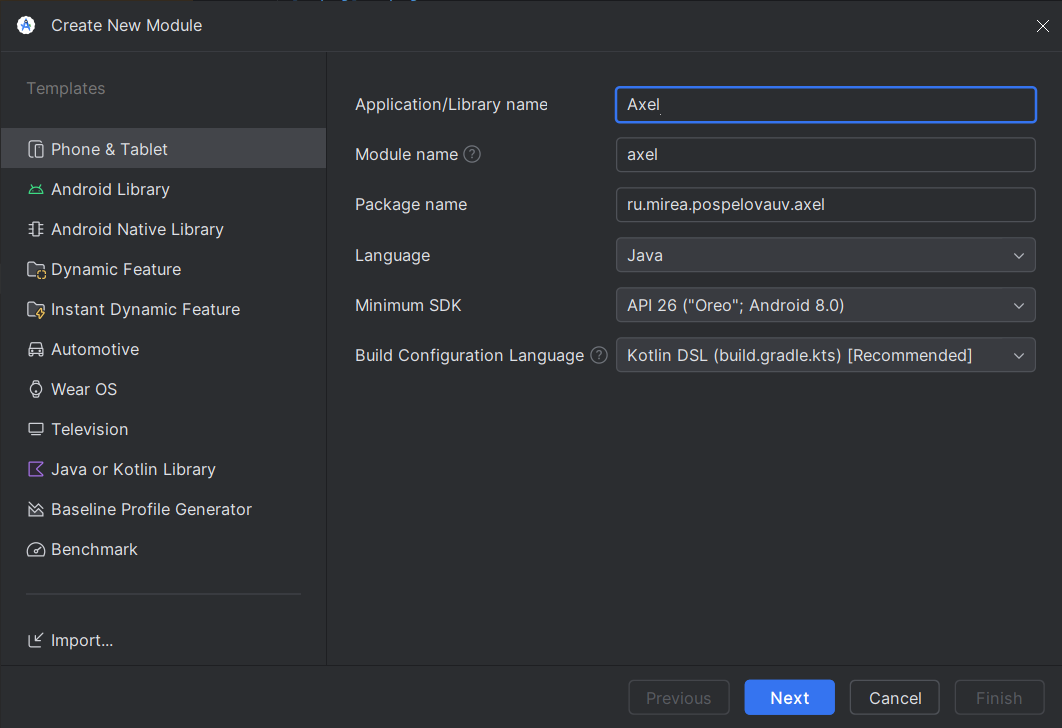 Create New Module
Templates
Phone & Tablet
Android Library
Android Native Library
Dynamic Feature
Instant Dynamic Feature
Automotive
Wear OS
Television
Java or Kotlin Library
Baseline Profile Generator
Benchmark
Import...
Application/Library name
Axel
Module name ?
axel
Package name
ru.mirea.pospelovauv.axel
Language
Java
Minimum SDK
API 26 ("Oreo"; Android 8.0)
Build Configuration Language ?
Kotlin DSL (build.gradle.kts) [Recommended]
Previous
Next
Cancel
Finish